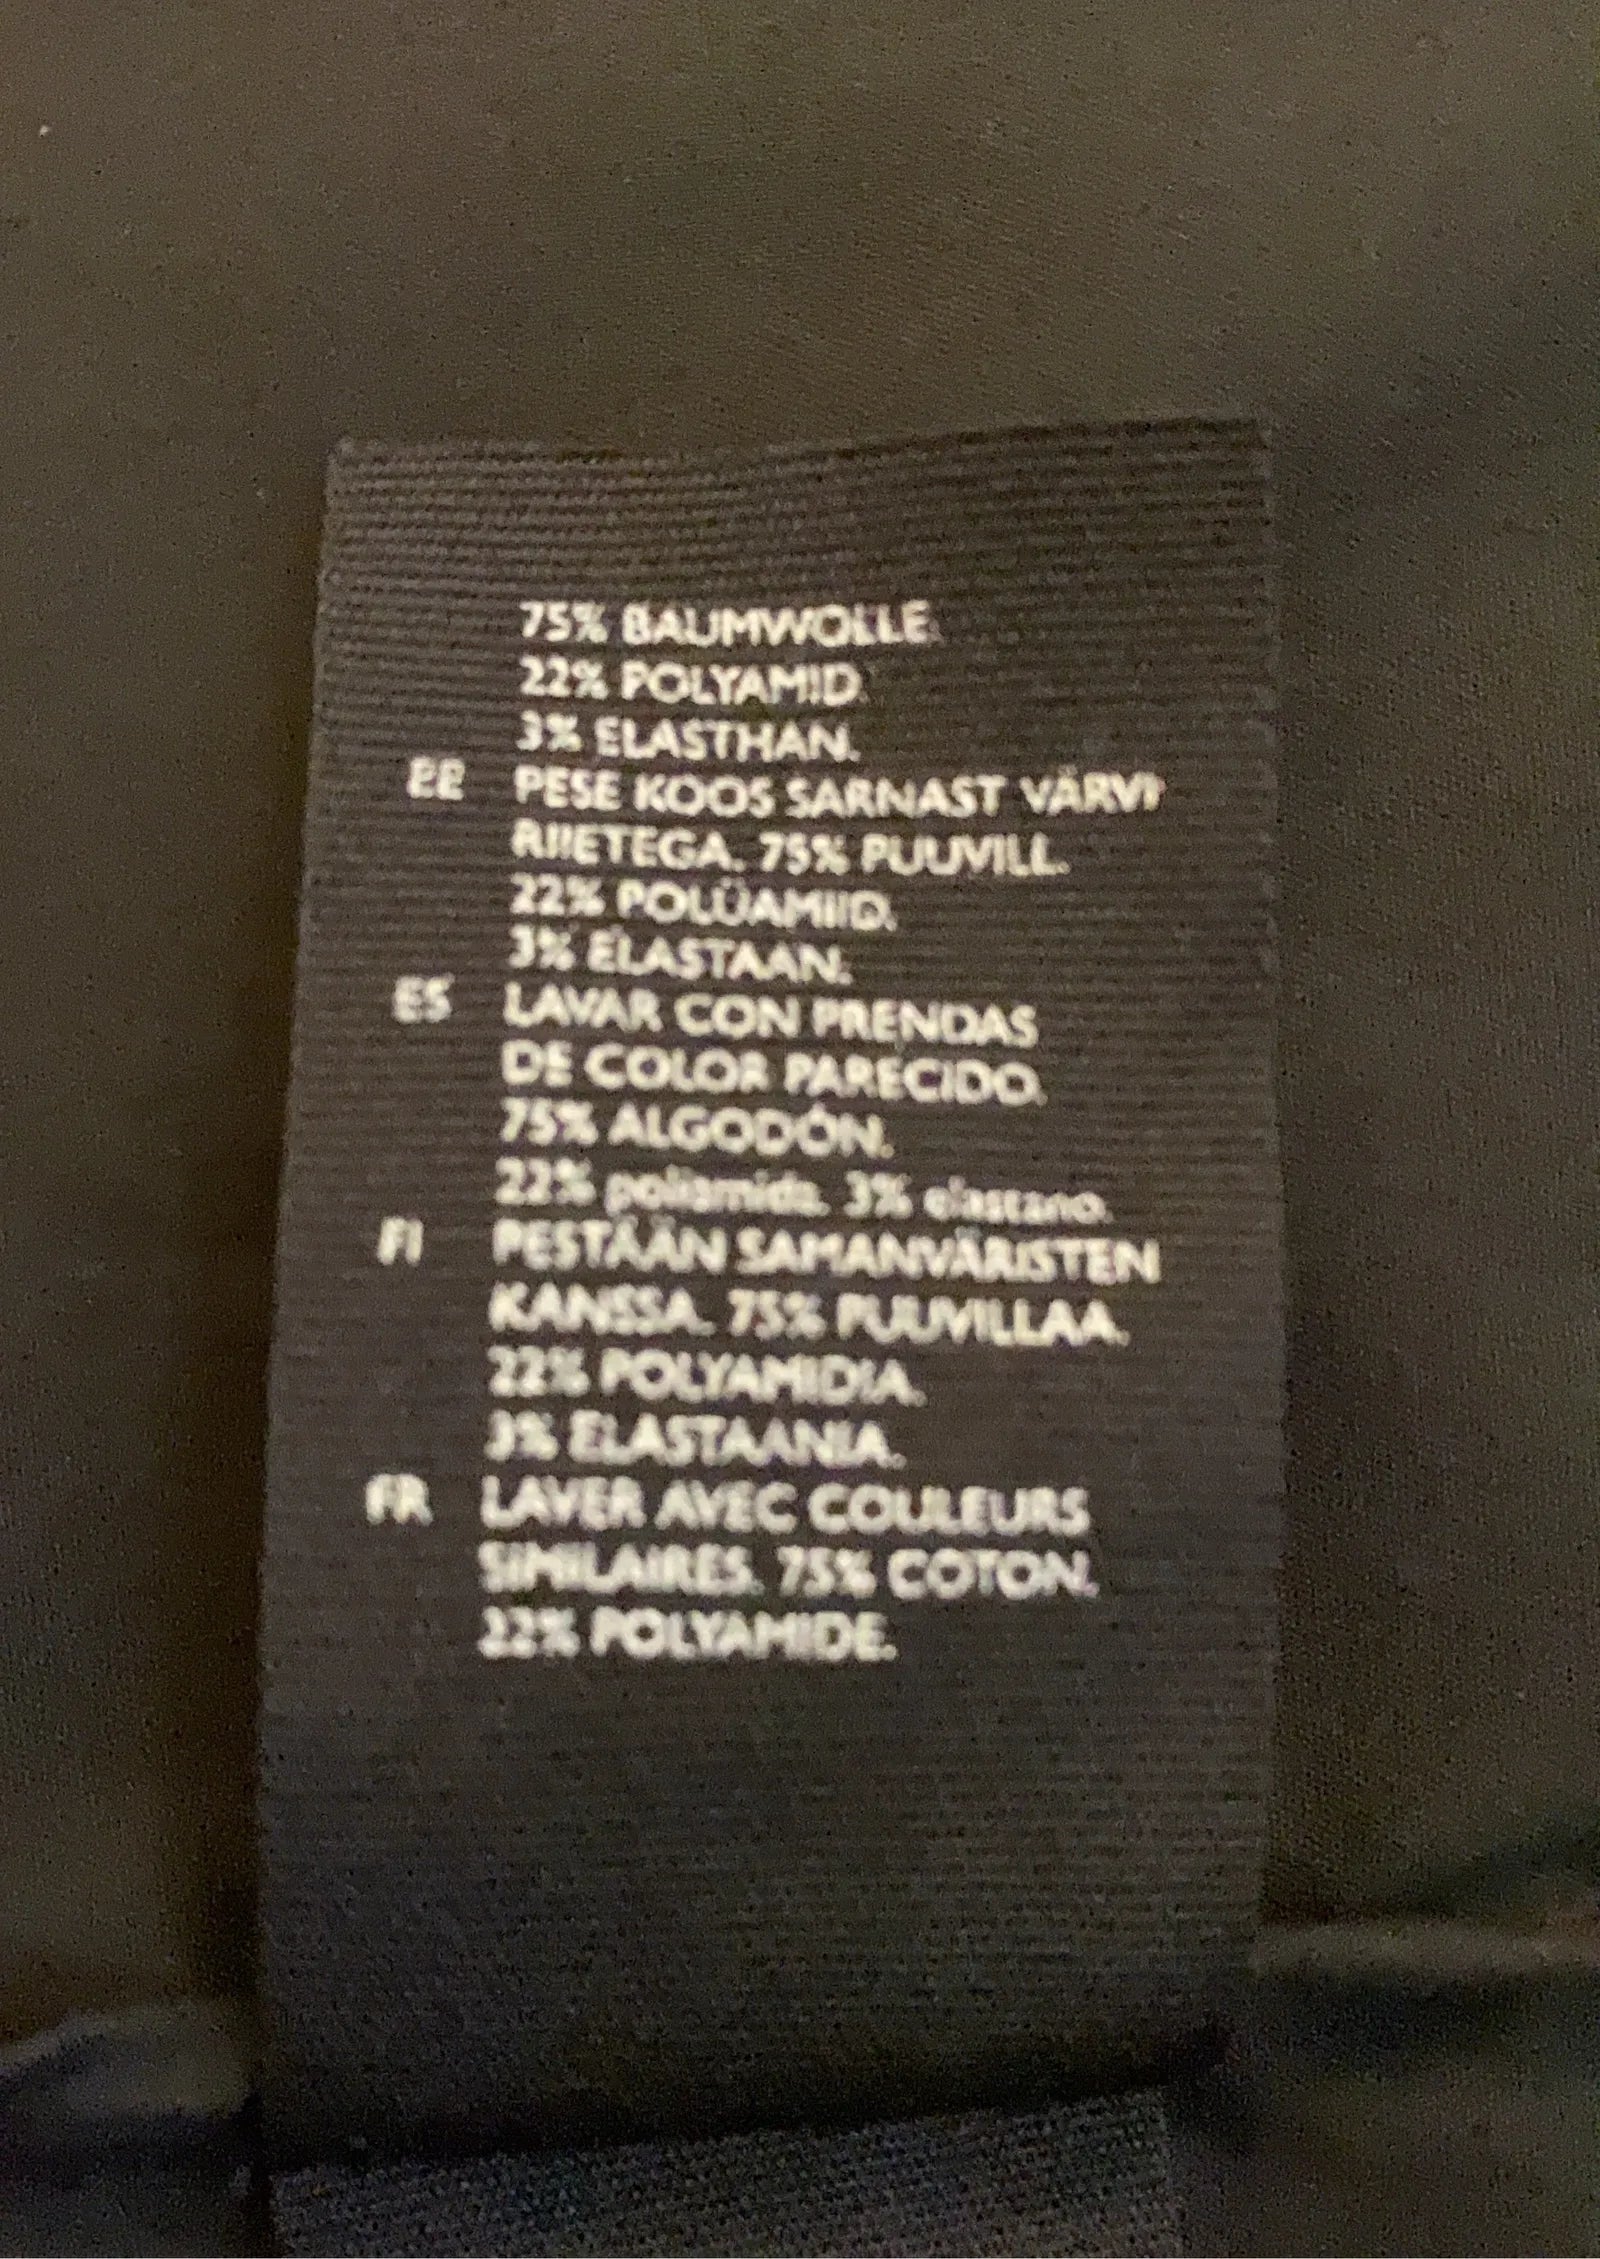 75% BAUMWOLLE.
22% POLYAMID.
3% ELASTHAN.
EE PESE KOOS SARNAST VÄRVI
RIIETEGA. 75% PUUVILL.
22% POLÜAMIID.
3% ELASTAAN.
ES LAVAR CON PRENDAS
DE COLOR PARECIDO.
75% ALGODÓN.
22% poliamida. 3% elastano.
FI PESTÄÄN SAMANVÄRISTEN
KANSSA. 75% PUUVILLAA.
22% POLYAMIDIA.
3% ELASTAANIA.
FR LAVER AVEC COULEURS
SIMILAIRES. 75% COTON.
22% POLYAMIDE.